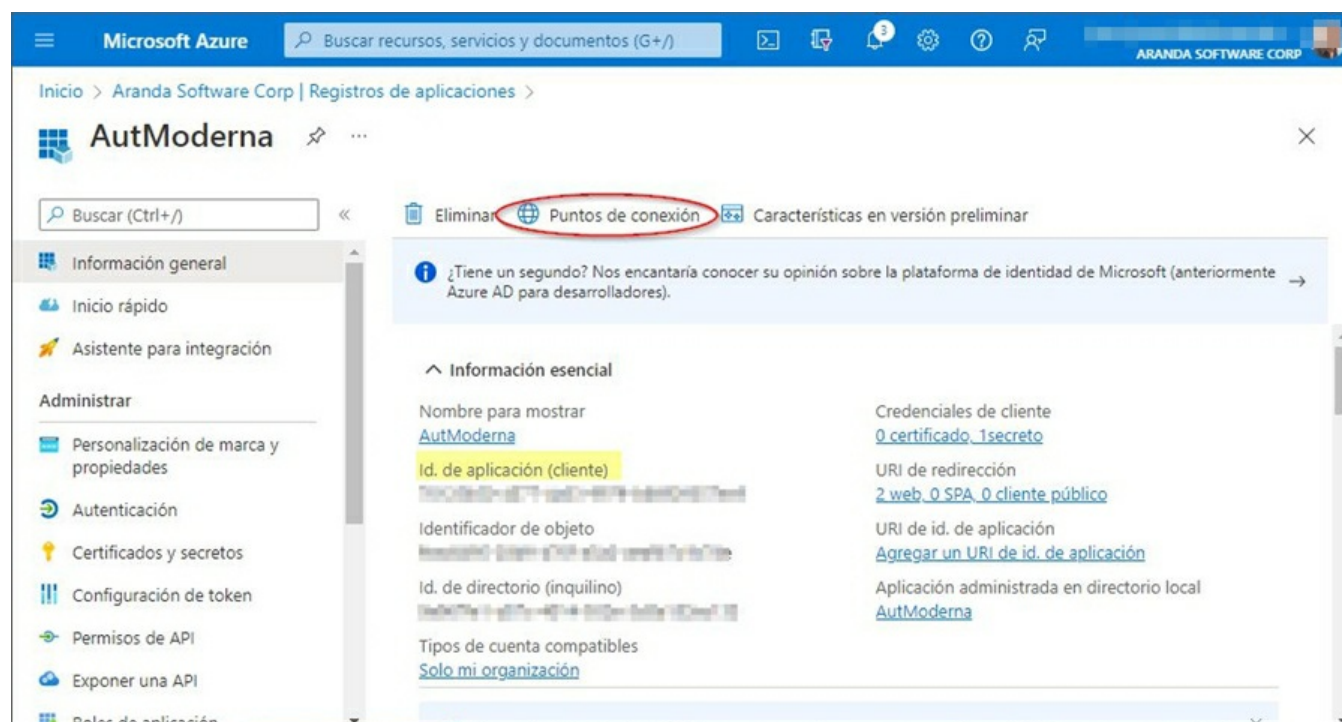 Microsoft Azure
Buscar recursos, servicios y documentos (G+/)
3
ARANDA SOFTWARE CORP
Inicio > Aranda Software Corp | Registros de aplicaciones >
AutModerna
Buscar (Ctrl+/)
Información general
Inicio rápido
Asistente para integración
Administrar
Personalización de marca y
propiedades
Autenticación
Certificados y secretos
Configuración de token
Permisos de API
Exponer una API
Roles de aplicación
Eliminar
Puntos de conexión
Características en versión preliminar
¿Tiene un segundo? Nos encantaría conocer su opinión sobre la plataforma de identidad de Microsoft (anteriormente
Azure AD para desarrolladores).
Información esencial
Nombre para mostrar
AutModerna
Id. de aplicación (cliente)
Identificador de objeto
Id. de directorio (inquilino)
Tipos de cuenta compatibles
Solo mi organización
Credenciales de cliente
0 certificado, 1secreto
URI de redirección
2 web, 0 SPA, 0 cliente público
URI de id. de aplicación
Agregar un URI de id. de aplicación
Aplicación administrada en directorio local
AutModerna